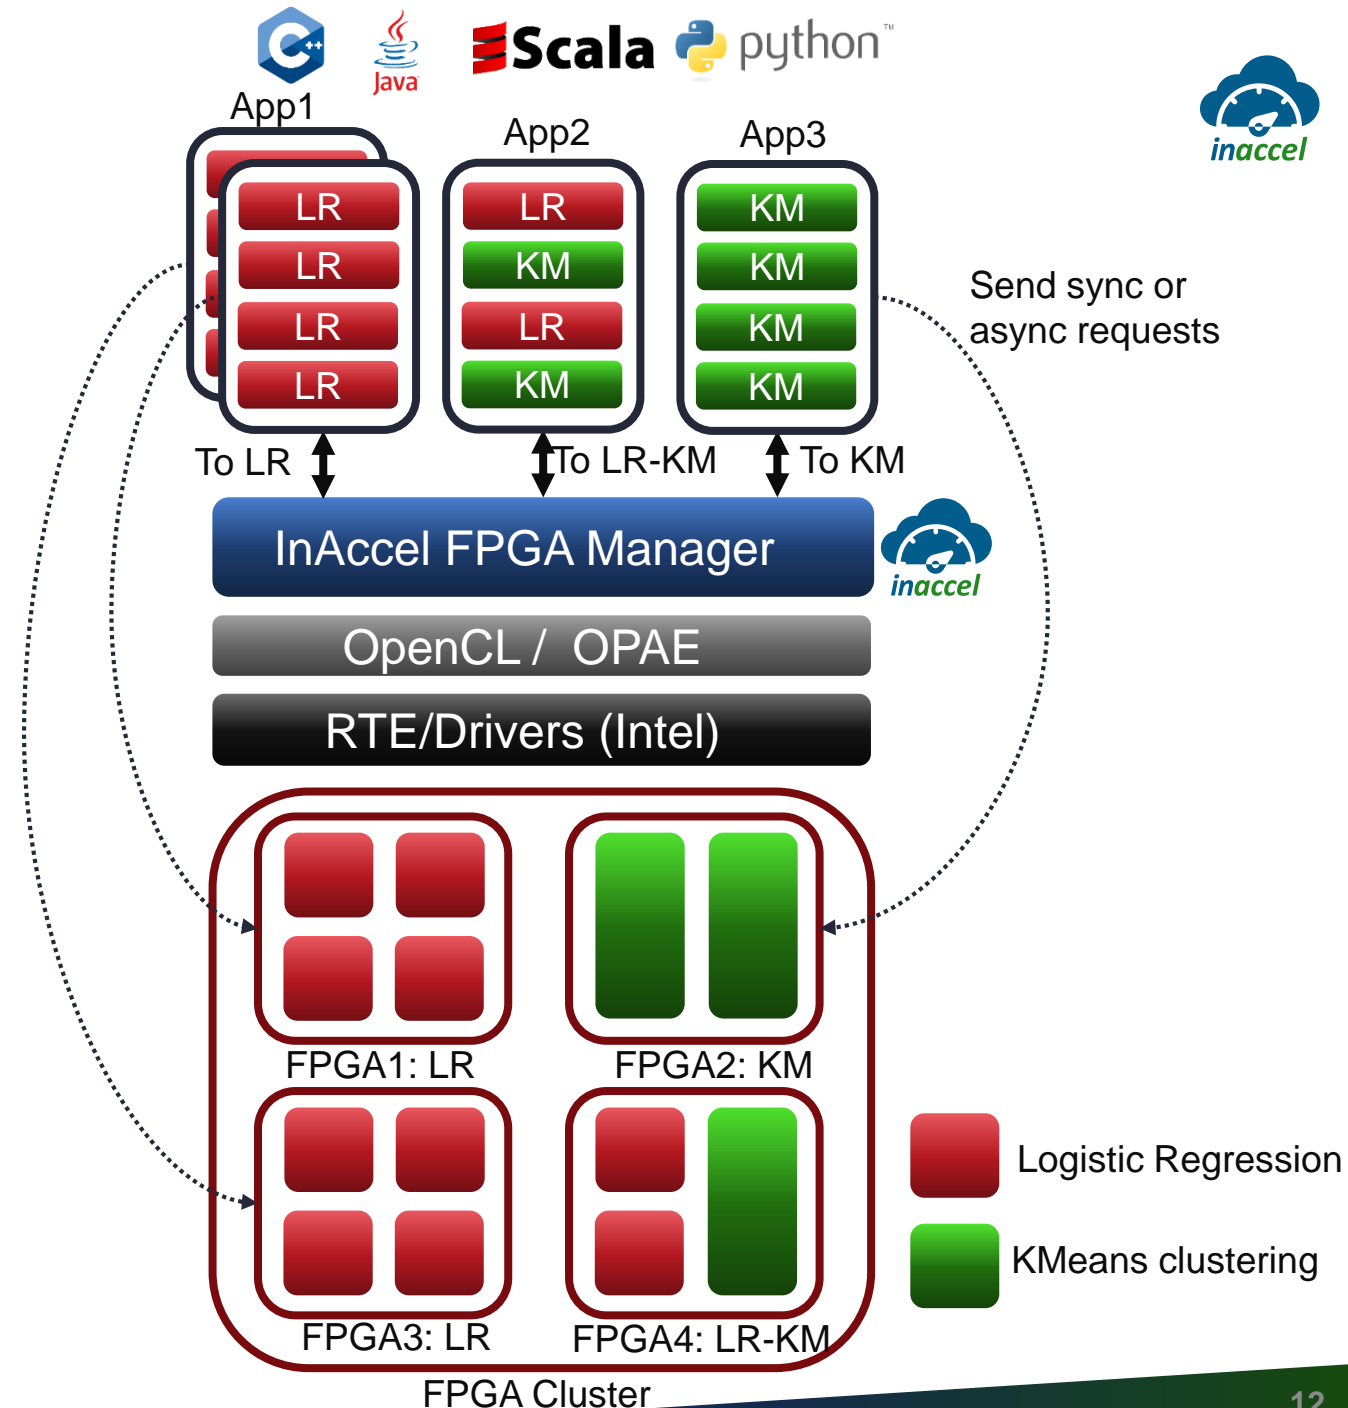 C++
Java
Scala
python™
inaccel
App1
App2
App3
LR
LR
LR
LR
LR
KM
LR
KM
KM
KM
KM
KM
Send sync or
async requests
To LR
To LR-KM
To KM
InAccel FPGA Manager
inaccel
OpenCL / OPAE
RTE/Drivers (Intel)
FPGA1: LR
FPGA2: KM
FPGA3: LR
FPGA4: LR-KM
FPGA Cluster
Logistic Regression
KMeans clustering
12